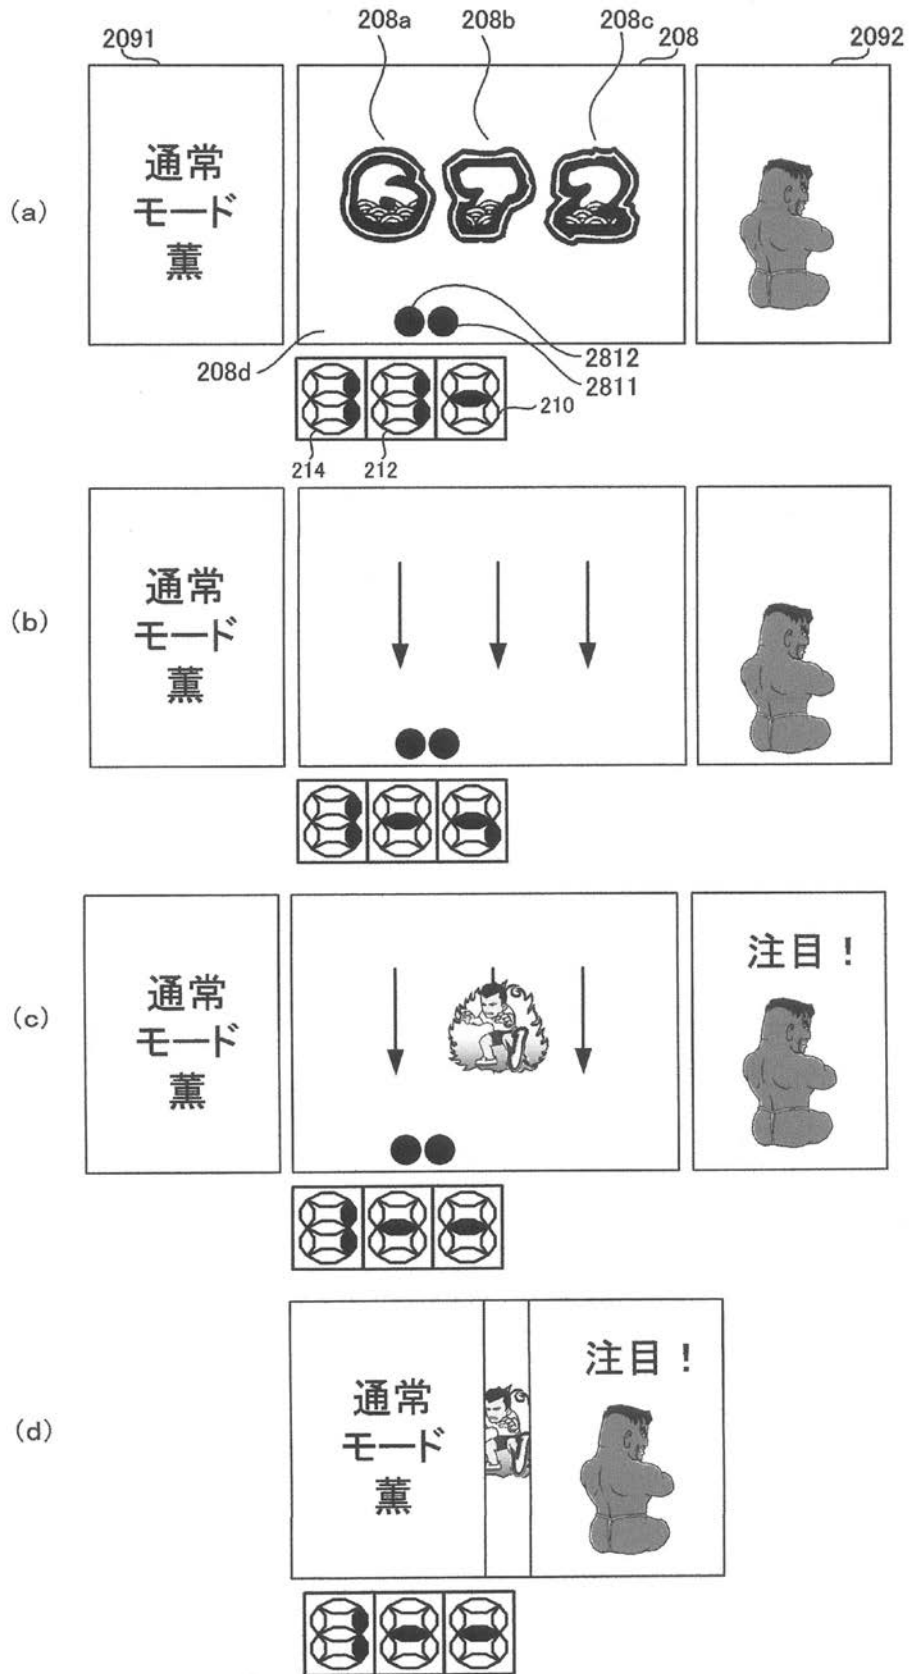 208a 208b 208c
2091 208 2092
(a)
通常
モード
薫
672
208d
2812
2811
210
214 212
(b)
通常
モード
薫
(c)
通常
モード
薫
注目!
(d)
通常
モード
薫
注目!